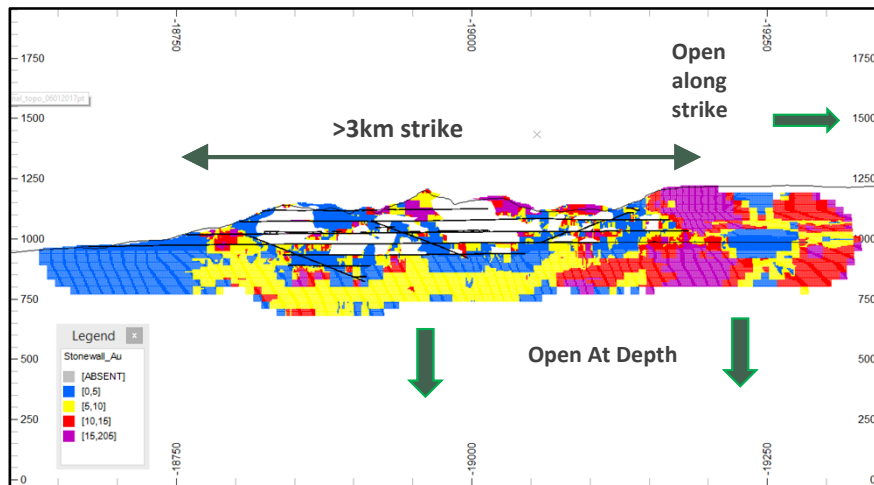 -18750
-19000
-19250
1750
1500
1250
1000
750
500
250
0
nal_topo_06012017pt
>3km strike
Open
along
strike
1750
1500
1250
1000
750
500
250
0
Open At Depth
Legend x
Stonewall_Au
[ABSENT]
[0,5]
[5,10]
[10,15]
[15,205]
-18750
-19000
-19250